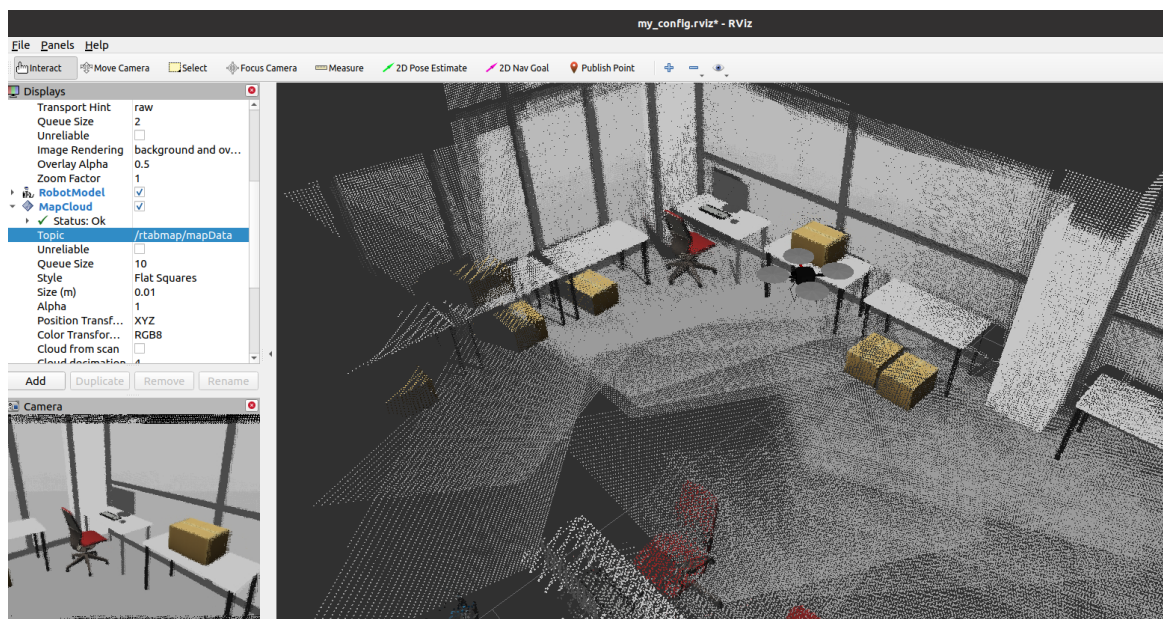 my_config.rviz* - RViz
File Panels Help
Interact Move Camera Select Focus Camera Measure 2D Pose Estimate 2D Nav Goal Publish Point
Displays
Transport Hint raw
Queue Size 2
Unreliable
Image Rendering background and ov...
Overlay Alpha 0.5
Zoom Factor 1
RobotModel
MapCloud
Status: Ok
Topic /rtabmap/mapData
Unreliable
Queue Size 10
Style Flat Squares
Size (m) 0.01
Alpha 1
Position Transf... XYZ
Color Transfor... RGB8
Cloud from scan
Cloud decimation 4
Add Duplicate Remove Rename
Camera